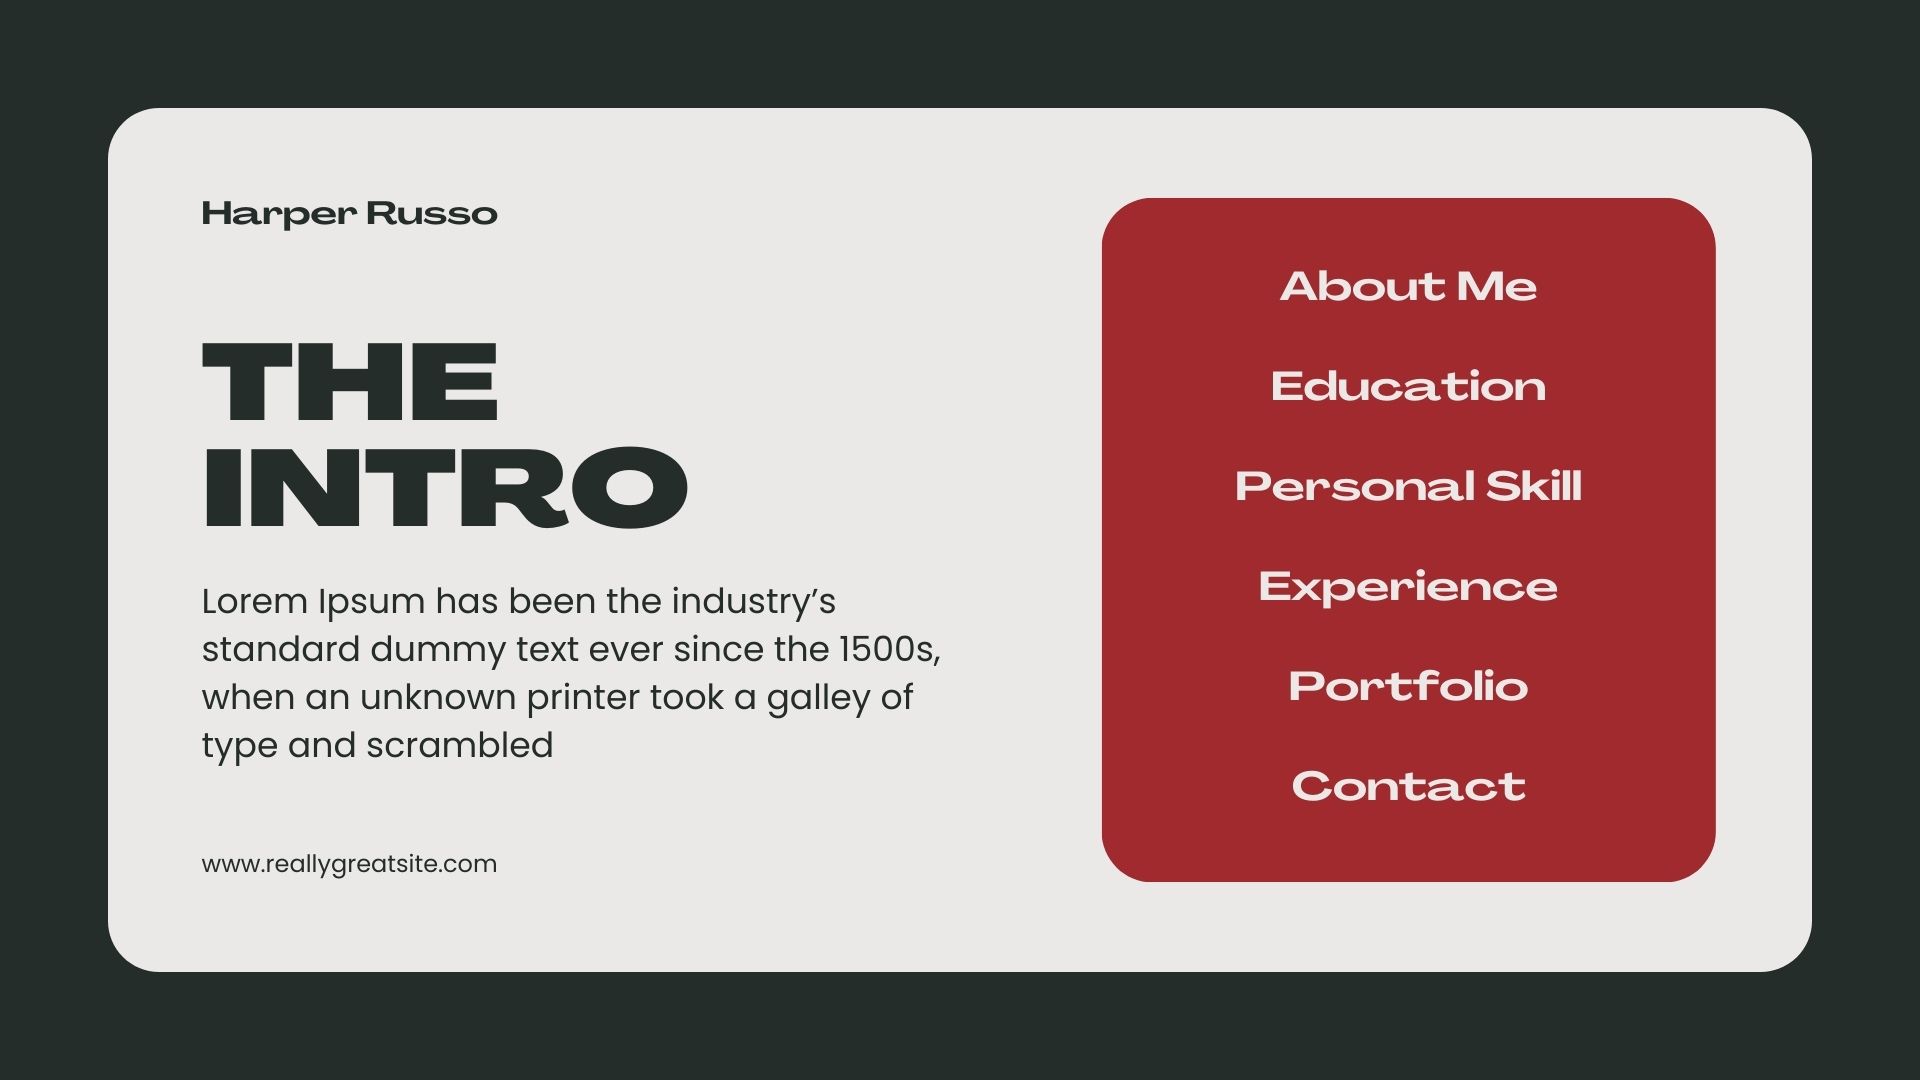 Harper Russo
THE
INTRO
Lorem Ipsum has been the industry’s
standard dummy text ever since the 1500s,
when an unknown printer took a galley of
type and scrambled
www.reallygreatsite.com
About Me
Education
Personal Skill
Experience
Portfolio
Contact